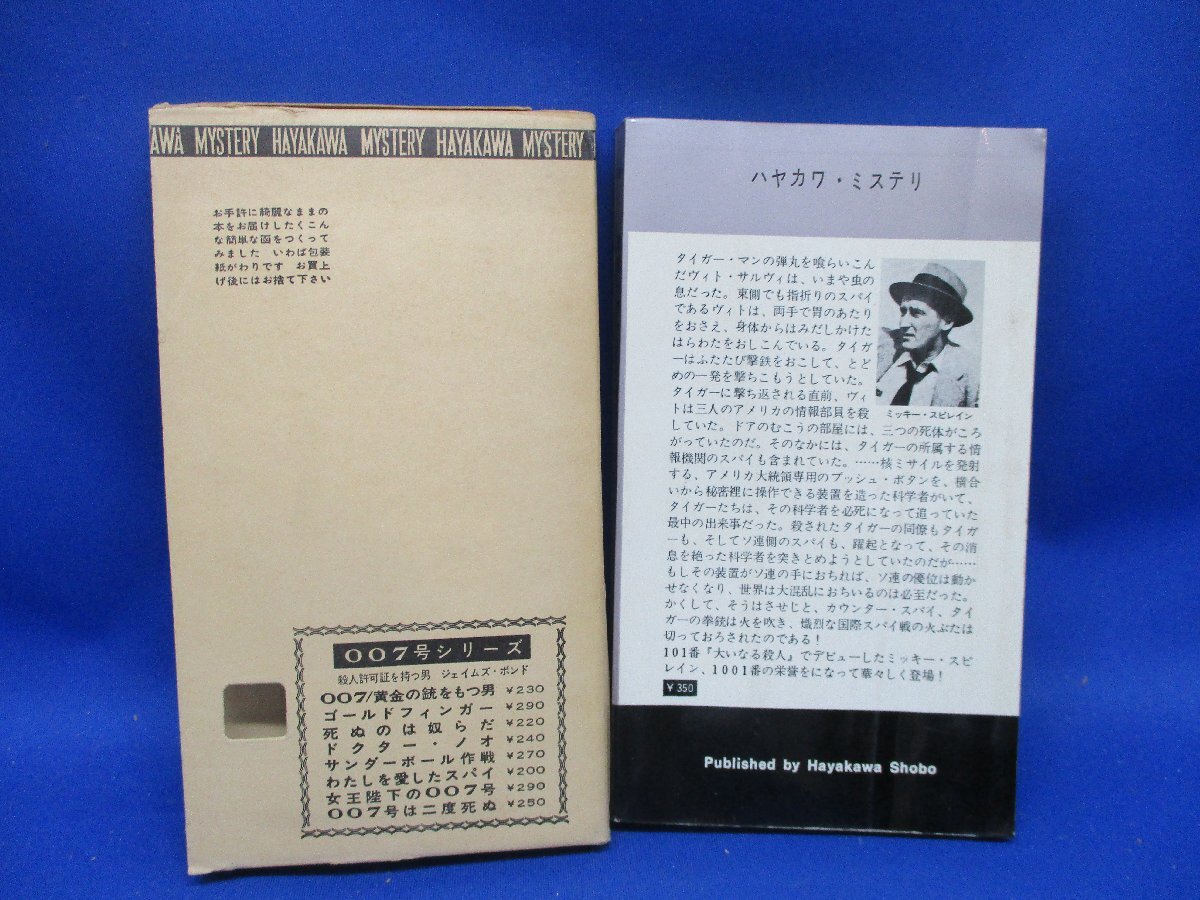 AWA MYSTERY HAYAKAWA MYSTERY HAYAKAWA MYSTERY
お手許に綺麗なままの
本をお届けしたくこん
な簡単な函をつくって
みました いわば包装
紙がわりです お買上
げ後にはお捨て下さい
007号シリーズ
殺人許可証を持つ男 ジェイムズ・ボンド
007/黄金の銃をもつ男 ¥230
ゴールドフィンガー ¥290
死ぬのは奴らだ ¥220
ドクター・ノオ ¥240
サンダーボール作戦 ¥270
わたしを愛したスパイ ¥200
女王陛下の007号 ¥290
007号は二度死ぬ ¥250
ハヤカワ・ミステリ
タイガー・マンの弾丸を喰らいこん
だヴィト・サルヴィは、いまや虫の
息だった。東側でも指折りのスパイ
であるヴィトは、両手で胃のあたり
をおさえ、身体からはみだしかけた
はらわたをおしこんでいる。タイガ
ーはふたたび撃鉄をおこして、とど
めの一発を撃ちこもうとしていた。
タイガーに撃ち返される直前、ヴィ
トは三人のアメリカの情報部員を殺
していた。ドアのむこうの部屋には、三つの死体がころ
がっていたのだ。そのなかには、タイガーの所属する情
報機関のスパイも含まれていた。……核ミサイルを発射
する、アメリカ大統領専用のプッシュ・ボタンを、横合
いから秘密裡に操作できる装置を造った科学者がいて、
タイガーたちは、その科学者を必死になって追っていた
最中の出来事だった。殺されたタイガーの同僚もタイガ
ーも、そしてソ連側のスパイも、躍起となって、その消
息を絶った科学者を突きとめようとしていたのだが……
もしその装置がソ連の手におちれば、ソ連の優位は動か
せなくなり、世界は大混乱におちいるのは必至だった。
かくして、そうはさせじと、カウンター・スパイ、タイ
ガーの拳銃は火を吹き、熾烈な国際スパイ戦の火ぶたは
切っておろされたのである！
101番『大いなる殺人』でデビューしたミッキー・スピ
レイン、1001番の栄誉をになって華々しく登場！
ミッキー・スピレイン
¥350
Published by Hayakawa Shobo